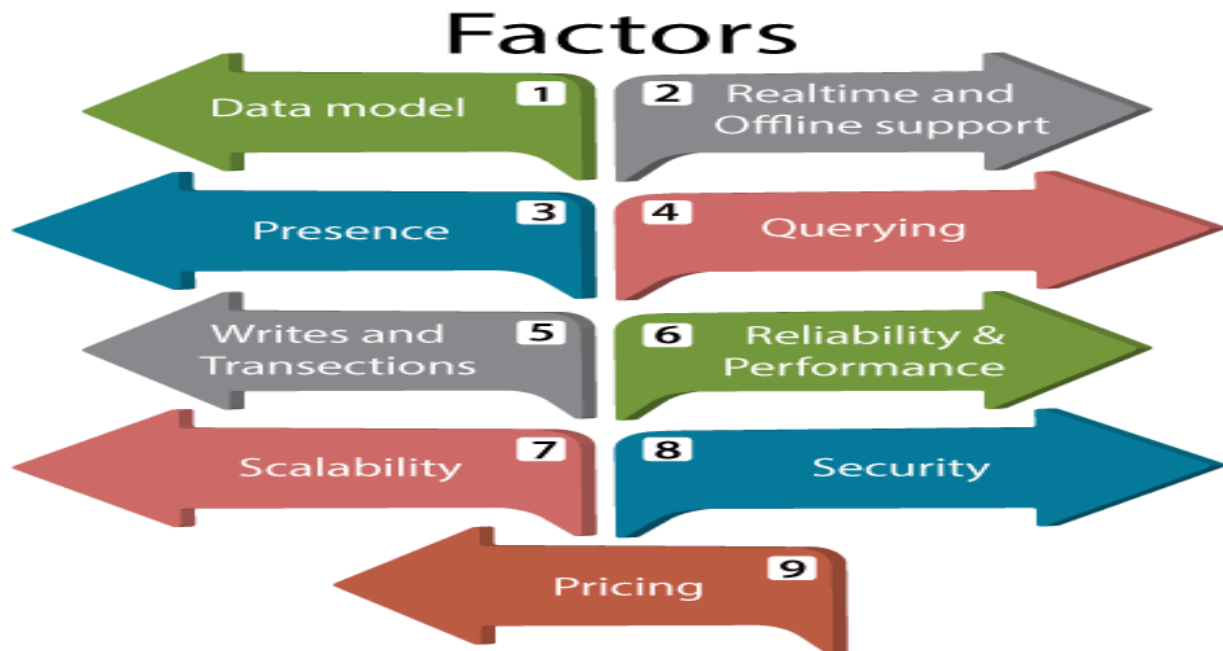 Factors
1
Data model
2
Realtime and
Offline support
3
Presence
4
Querying
5
Writes and
Transections
6
Reliability &
Performance
7
Scalability
8
Security
9
Pricing